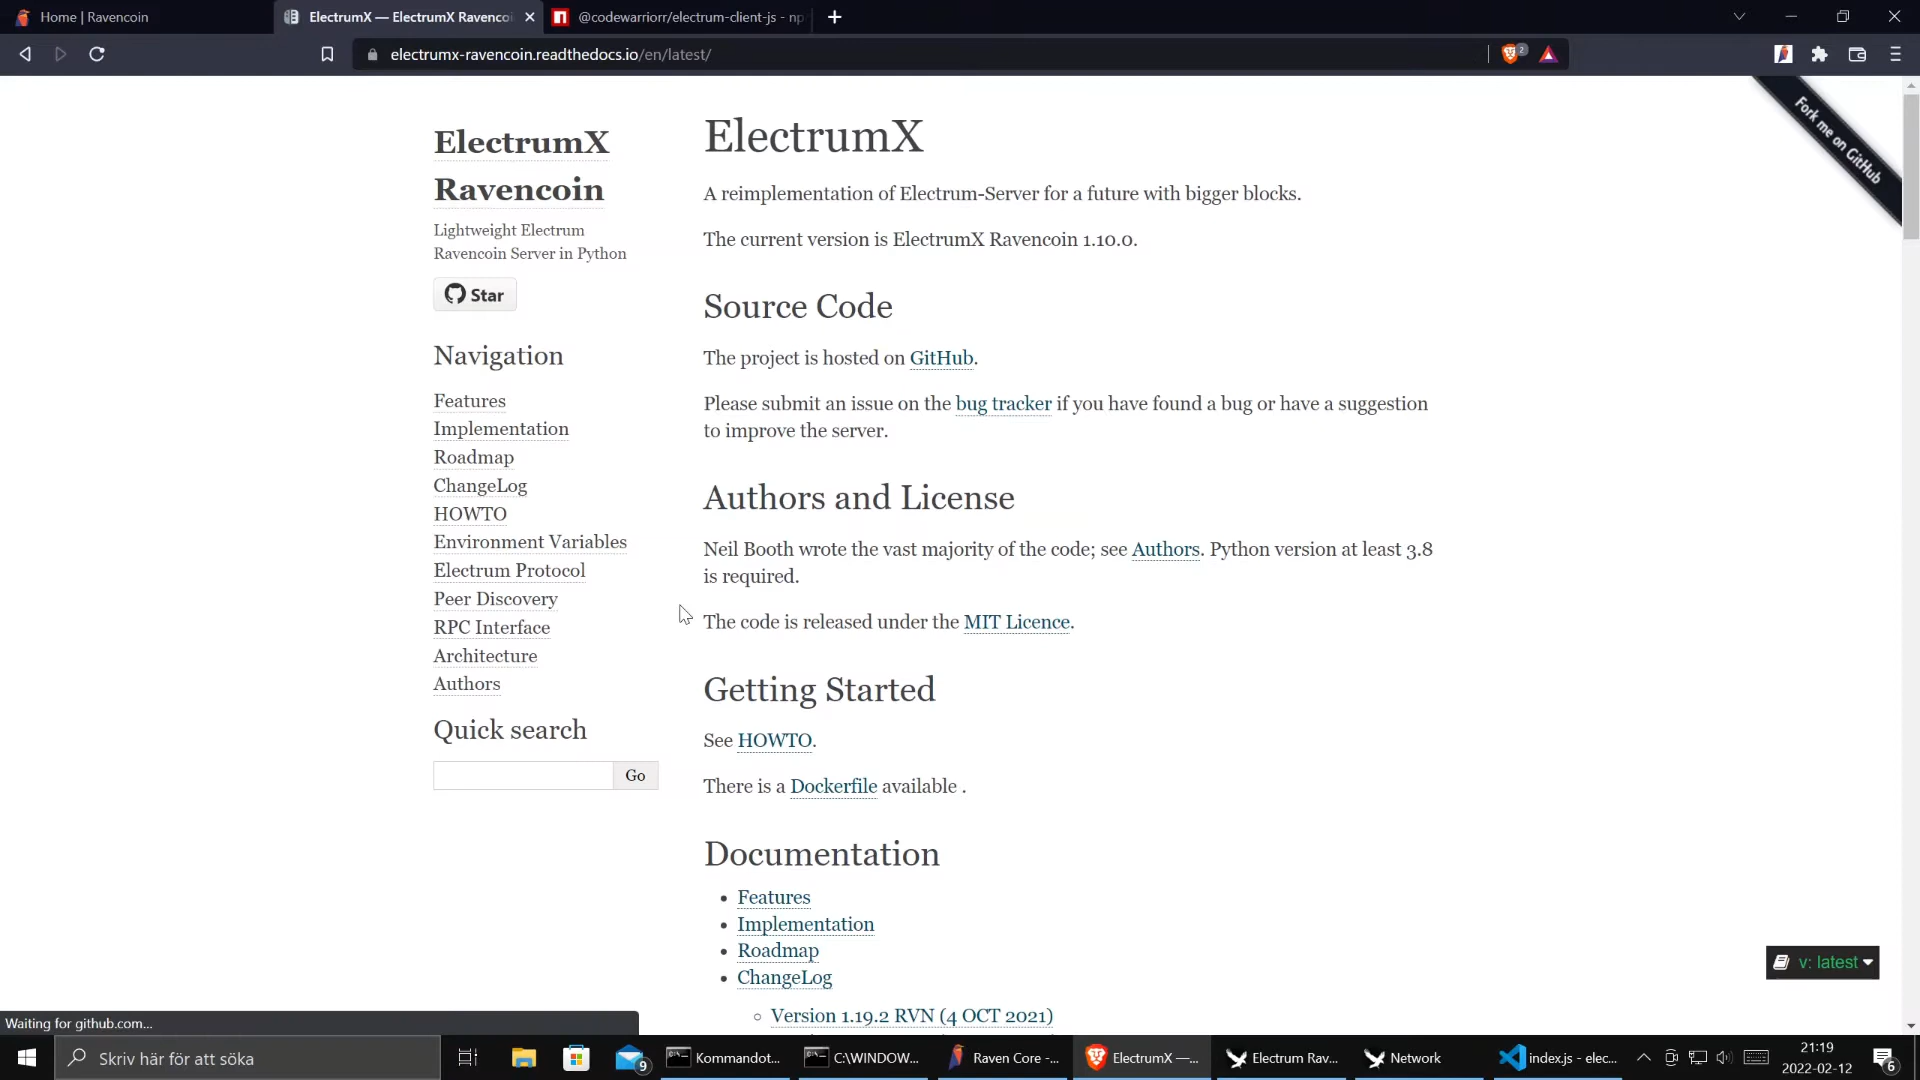 Home | Ravencoin
ElectrumX — ElectrumX Ravenco
@codewarriorr/electrum-client-js - np
electrumx-ravencoin.readthedocs.io/en/latest/
2
Fork me on GitHub
ElectrumX
Ravencoin
Lightweight Electrum
Ravencoin Server in Python
Star
Navigation
Features
Implementation
Roadmap
ChangeLog
HOWTO
Environment Variables
Electrum Protocol
Peer Discovery
RPC Interface
Architecture
Authors
Quick search
Go
ElectrumX
A reimplementation of Electrum-Server for a future with bigger blocks.
The current version is ElectrumX Ravencoin 1.10.0.
Source Code
The project is hosted on GitHub.
Please submit an issue on the bug tracker if you have found a bug or have a suggestion
to improve the server.
Authors and License
Neil Booth wrote the vast majority of the code; see Authors. Python version at least 3.8
is required.
The code is released under the MIT Licence.
Getting Started
See HOWTO.
There is a Dockerfile available .
Documentation
• Features
• Implementation
• Roadmap
• ChangeLog
○ Version 1.19.2 RVN (4 OCT 2021)
v: latest
Waiting for github.com...
Skriv här för att söka
9
Kommandot...
C:\WINDOW...
Raven Core -...
ElectrumX —...
Electrum Rav...
Network
index.js - elec...
21:19
2022-02-12
6